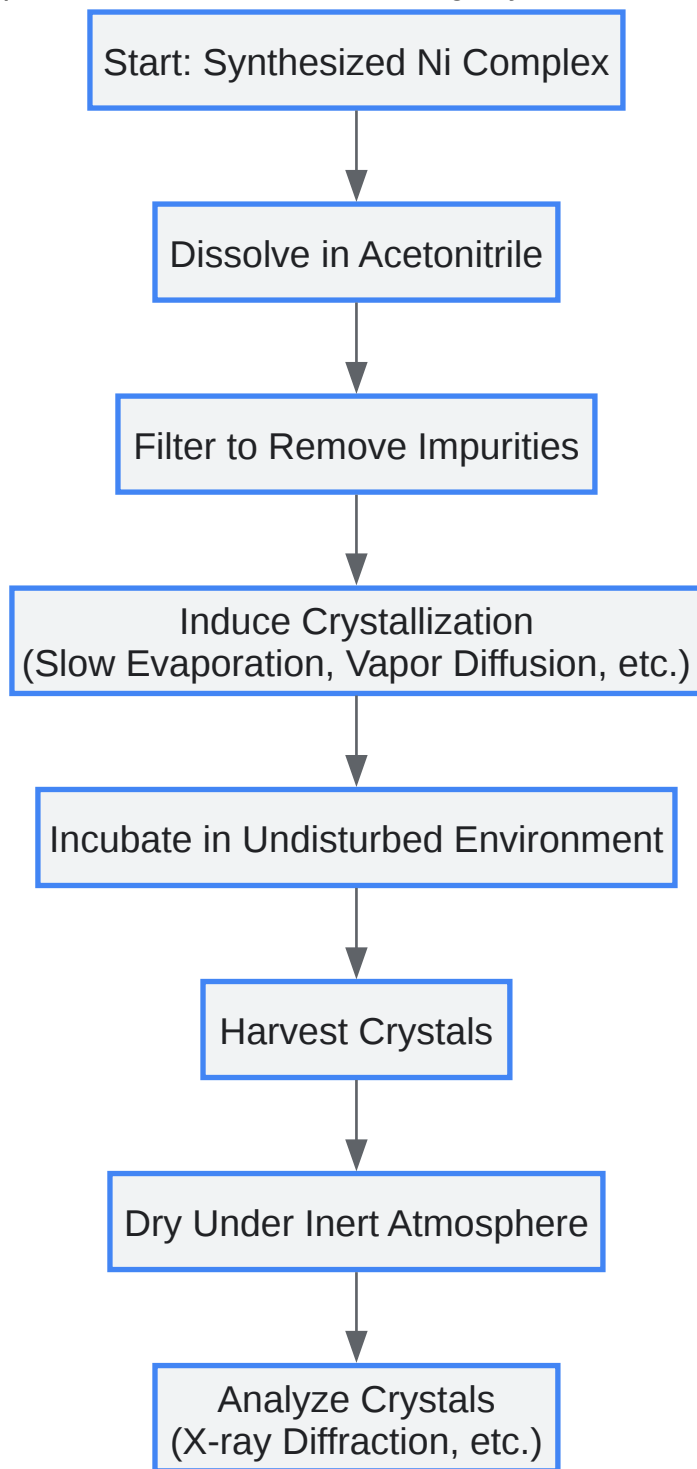 Start: Synthesized Ni Complex
Dissolve in Acetonitrile
Filter to Remove Impurities
Induce Crystallization
(Slow Evaporation, Vapor Diffusion, etc.)
Incubate in Undisturbed Environment
Harvest Crystals
Dry Under Inert Atmosphere
Analyze Crystals
(X-ray Diffraction, etc.)